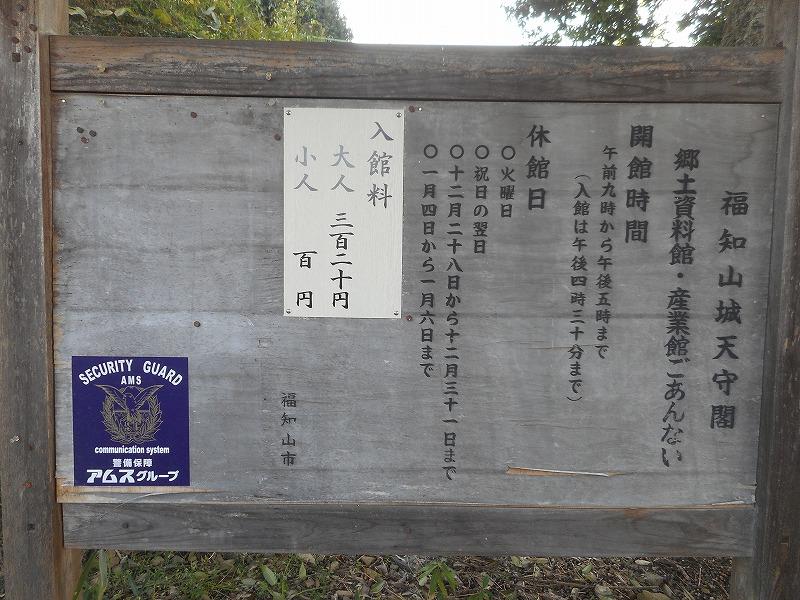 福知山城天守閣
郷土資料館・産業館ごあんない
開館時間
午前九時から午後五時まで
（入館は午後四時三十分まで）
休館日
○火曜日
○祝日の翌日
○十二月二十八日から十二月三十一日まで
○一月四日から一月六日まで
入館料
大人 三百二十円
小人 百円
福知山市
SECURITY GUARD
AMS
communication system
警備保障
アムスグループ